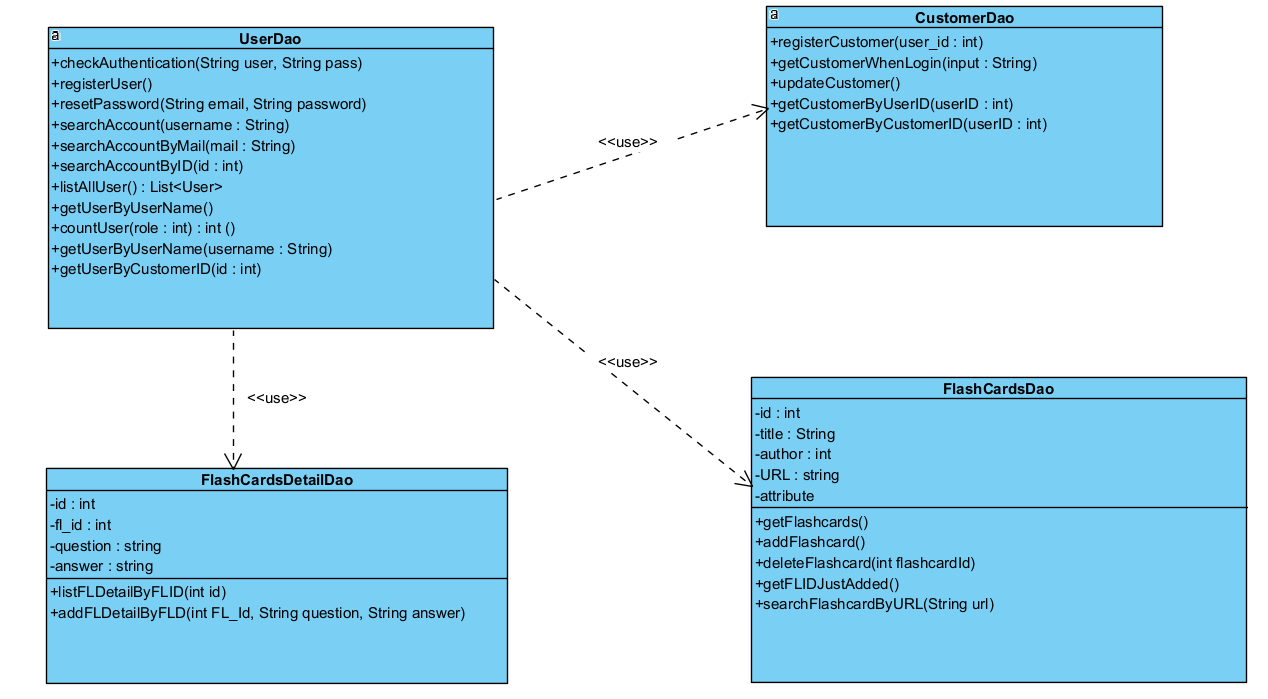 a
UserDao
+checkAuthentication(String user, String pass)
+registerUser()
+resetPassword(String email, String password)
+searchAccount(username : String)
+searchAccountByMail(mail : String)
+searchAccountByID(id : int)
+listAllUser() : List<User>
+getUserByUserName()
+countUser(role : int) : int ()
+getUserByUserName(username : String)
+getUserByCustomerID(id : int)
a
CustomerDao
+registerCustomer(user_id : int)
+getCustomerWhenLogin(input : String)
+updateCustomer()
+getCustomerByUserID(userID : int)
+getCustomerByCustomerID(userID : int)
<<use>>
<<use>>
<<use>>
FlashCardsDetailDao
-id : int
-fl_id : int
-question : string
-answer : string
+listFLDetailByFLID(int id)
+addFLDetailByFLD(int FL_Id, String question, String answer)
FlashCardsDao
-id : int
-title : String
-author : int
-URL : string
-attribute
+getFlashcards()
+addFlashcard()
+deleteFlashcard(int flashcardId)
+getFLIDJustAdded()
+searchFlashcardByURL(String url)